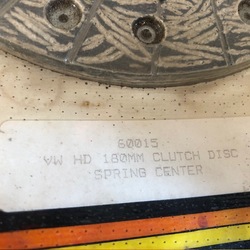 80015
VW HD 180MM CLUTCH DISC
SPRING CENTER